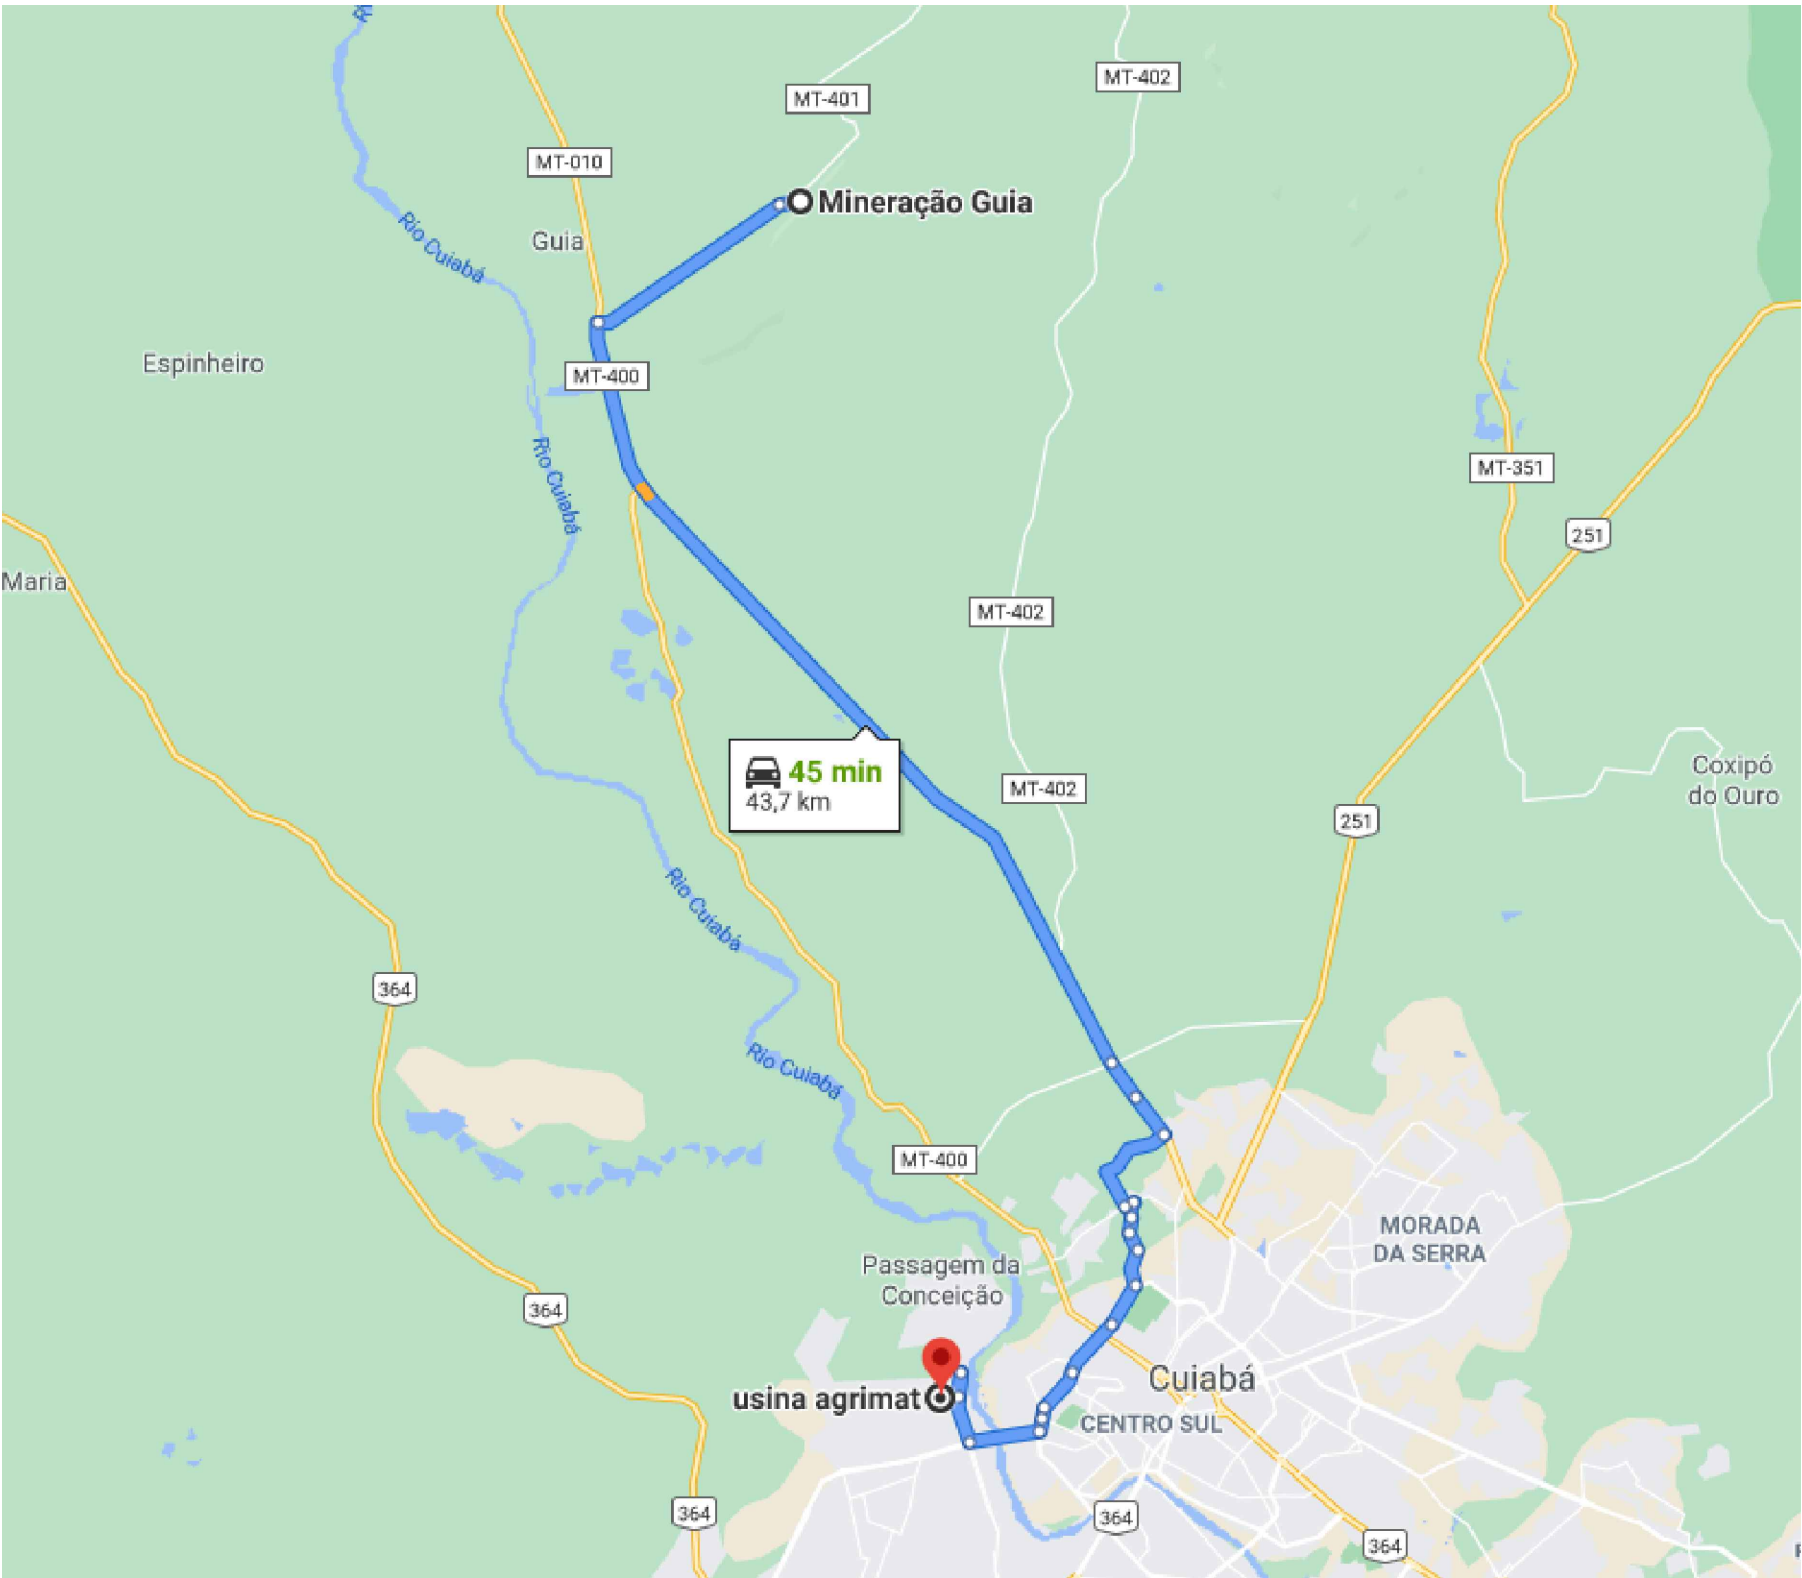 MT-402
MT-401
MT-010
Mineração Guia
Rio Cuiabá
Guia
Espinheiro
MT-400
Rio Cuiabá
MT-351
251
Maria
MT-402
45 min
43,7 km
MT-402
Coxipó
do Ouro
251
Rio Cuiabá
364
Rio Cuiabá
MT-400
MORADA
DA SERRA
Passagem da
Conceição
364
Cuiabá
usina agrimat
CENTRO SUL
364
364
364